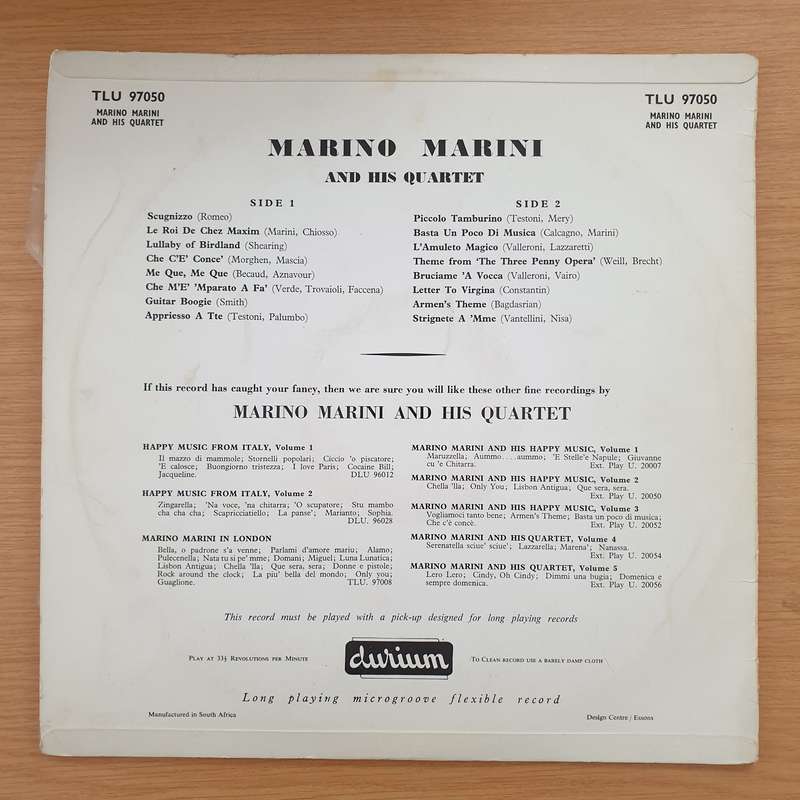 TLU 97050
MARINO MARINI
AND HIS QUARTET
TLU 97050
MARINO MARINI
AND HIS QUARTET
MARINO MARINI
AND HIS QUARTET
SIDE 1
Scugnizzo (Romeo)
Le Roi De Chez Maxim (Marini, Chiosso)
Lullaby of Birdland (Shearing)
Che C'E' Conce' (Morghen, Mascia)
Me Que, Me Que (Becaud, Aznavour)
Che M'E' 'Mparato A Fa' (Verde, Trovaioli, Faccena)
Guitar Boogie (Smith)
Appriesso A Tte (Testoni, Palumbo)
SIDE 2
Piccolo Tamburino (Testoni, Mery)
Basta Un Poco Di Musica (Calcagno, Marini)
L'Amuleto Magico (Valleroni, Lazzaretti)
Theme from 'The Three Penny Opera' (Weill, Brecht)
Bruciame 'A Vocca (Valleroni, Vairo)
Letter To Virgina (Constantin)
Armen's Theme (Bagdasrian)
Strignete A 'Mme (Vantellini, Nisa)
If this record has caught your fancy, then we are sure you will like these other fine recordings by
MARINO MARINI AND HIS QUARTET
HAPPY MUSIC FROM ITALY, Volume 1
Il mazzo di mammole; Stornelli popolari; Ciccio 'o piscatore;
'E calosce; Buongiorno tristezza; I love Paris; Cocaine Bill;
Jacqueline. DLU 96012
HAPPY MUSIC FROM ITALY, Volume 2
Zingarella; 'Na voce, 'na chitarra; 'O scupatore; Stu mambo
cha cha cha; Scapricciatiello; La panse'; Marianto; Sophia.
DLU. 96028
MARINO MARINI IN LONDON
Bella, o padrone s'a venne; Parlami d'amore mariu; Alamo;
Pulecenella; Nata tu si pe' mme; Domani; Miguel; Luna Lunatica;
Lisbon Antigua; Chella 'lla; Que sera, sera; Donne e pistole;
Rock around the clock; La piu' bella del mondo; Only you;
Guaglione. TLU. 97008
MARINO MARINI AND HIS HAPPY MUSIC, Volume 1
Maruzzella; Aummo....aummo; 'E Stelle'e Napule; Giuvanne
cu 'e Chitarra. Ext. Play U. 20007
MARINO MARINI AND HIS HAPPY MUSIC, Volume 2
Chella 'lla; Only You; Lisbon Antigua; Que sera, sera.
Ext. Play U. 20050
MARINO MARINI AND HIS HAPPY MUSIC, Volume 3
Vogliamoci tanto bene; Armen's Theme; Basta un poco di musica;
Che c'è concè. Ext. Play U. 20052
MARINO MARINI AND HIS QUARTET, Volume 4
Serenatella sciue' sciue'; Lazzarella; Marena'; Nanassa.
Ext. Play U. 20054
MARINO MARINI AND HIS QUARTET, Volume 5
Lero Lero; Cindy, Oh Cindy; Dimmi una bugia; Domenica e
sempre domenica. Ext. Play U. 20056
This record must be played with a pick-up designed for long playing records
PLAY AT 33⅓ REVOLUTIONS PER MINUTE
durium
TO CLEAN RECORD USE A BARELY DAMP CLOTH
Long playing microgroove flexible record
Manufactured in South Africa
Design Centre / Essons